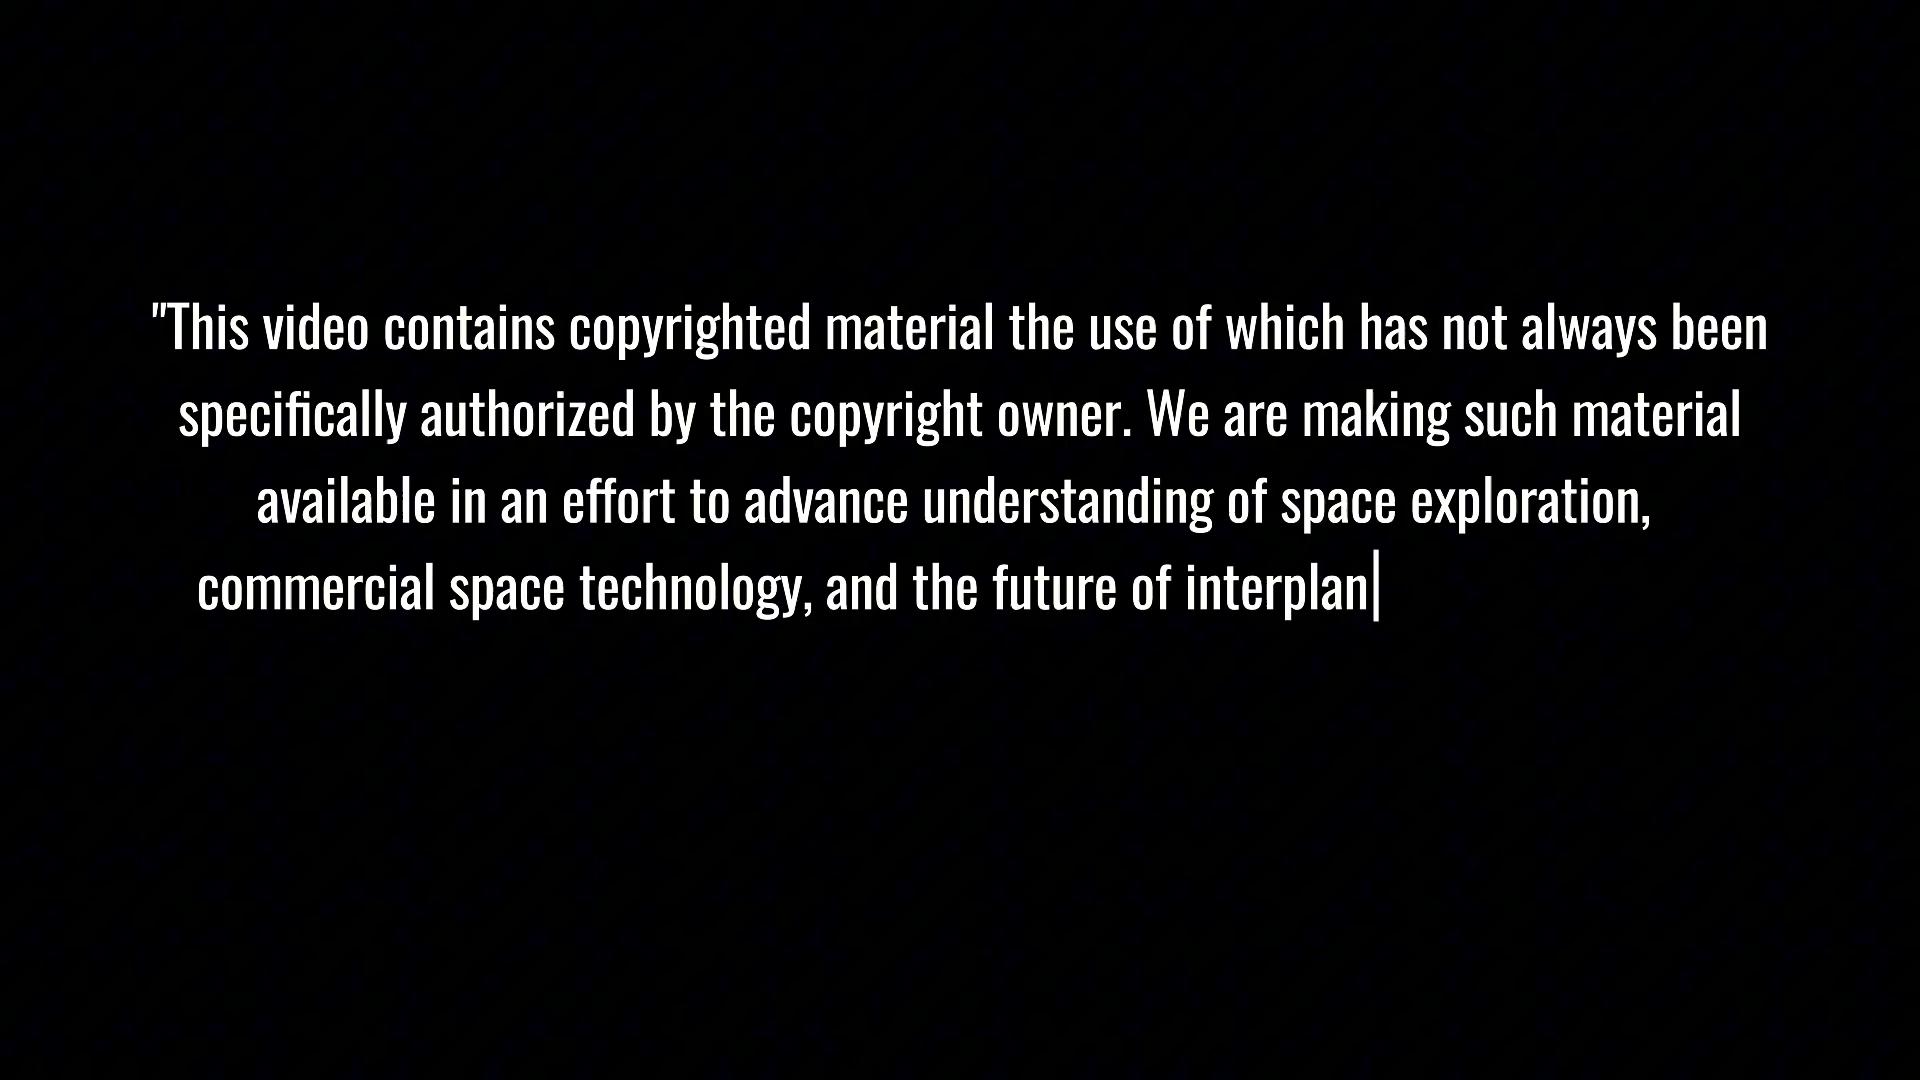 "This video contains copyrighted material the use of which has not always been
specifically authorized by the copyright owner. We are making such material
available in an effort to advance understanding of space exploration,
commercial space technology, and the future of interplan